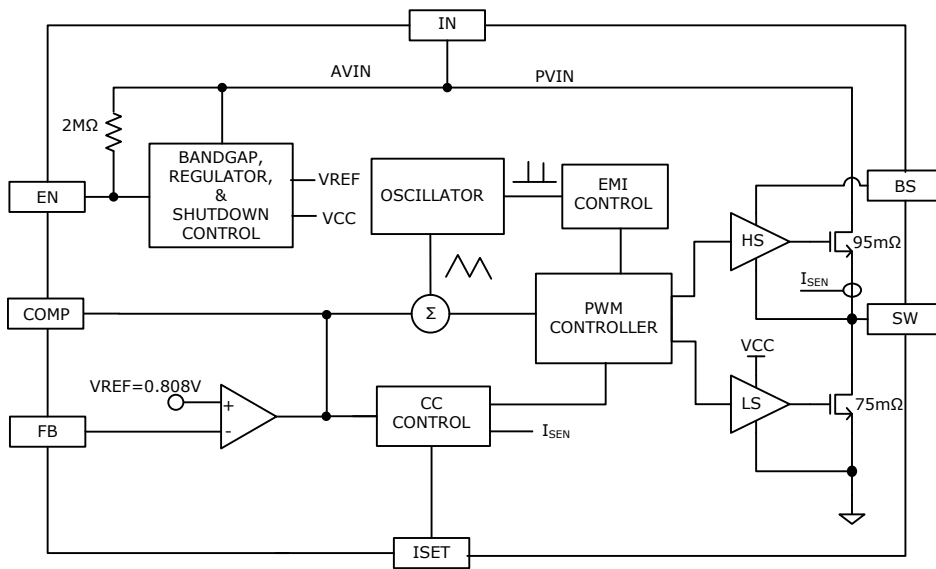 IN
AVIN
PVIN
2MΩ
BANDGAP,
REGULATOR,
&
SHUTDOWN
CONTROL
VREF
VCC
OSCILLATOR
EMI
CONTROL
EN
BS
HS
95mΩ
ISEN
COMP
Σ
PWM
CONTROLLER
SW
VCC
VREF=0.808V
+
-
CC
CONTROL
ISEN
LS
75mΩ
FB
ISET